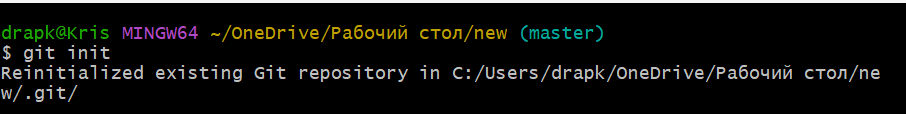 drapk@Kris MINGW64 ~/OneDrive/Рабочий стол/new (master)
$ git init
Reinitialized existing Git repository in C:/Users/drapk/OneDrive/Рабочий стол/ne
w/.git/